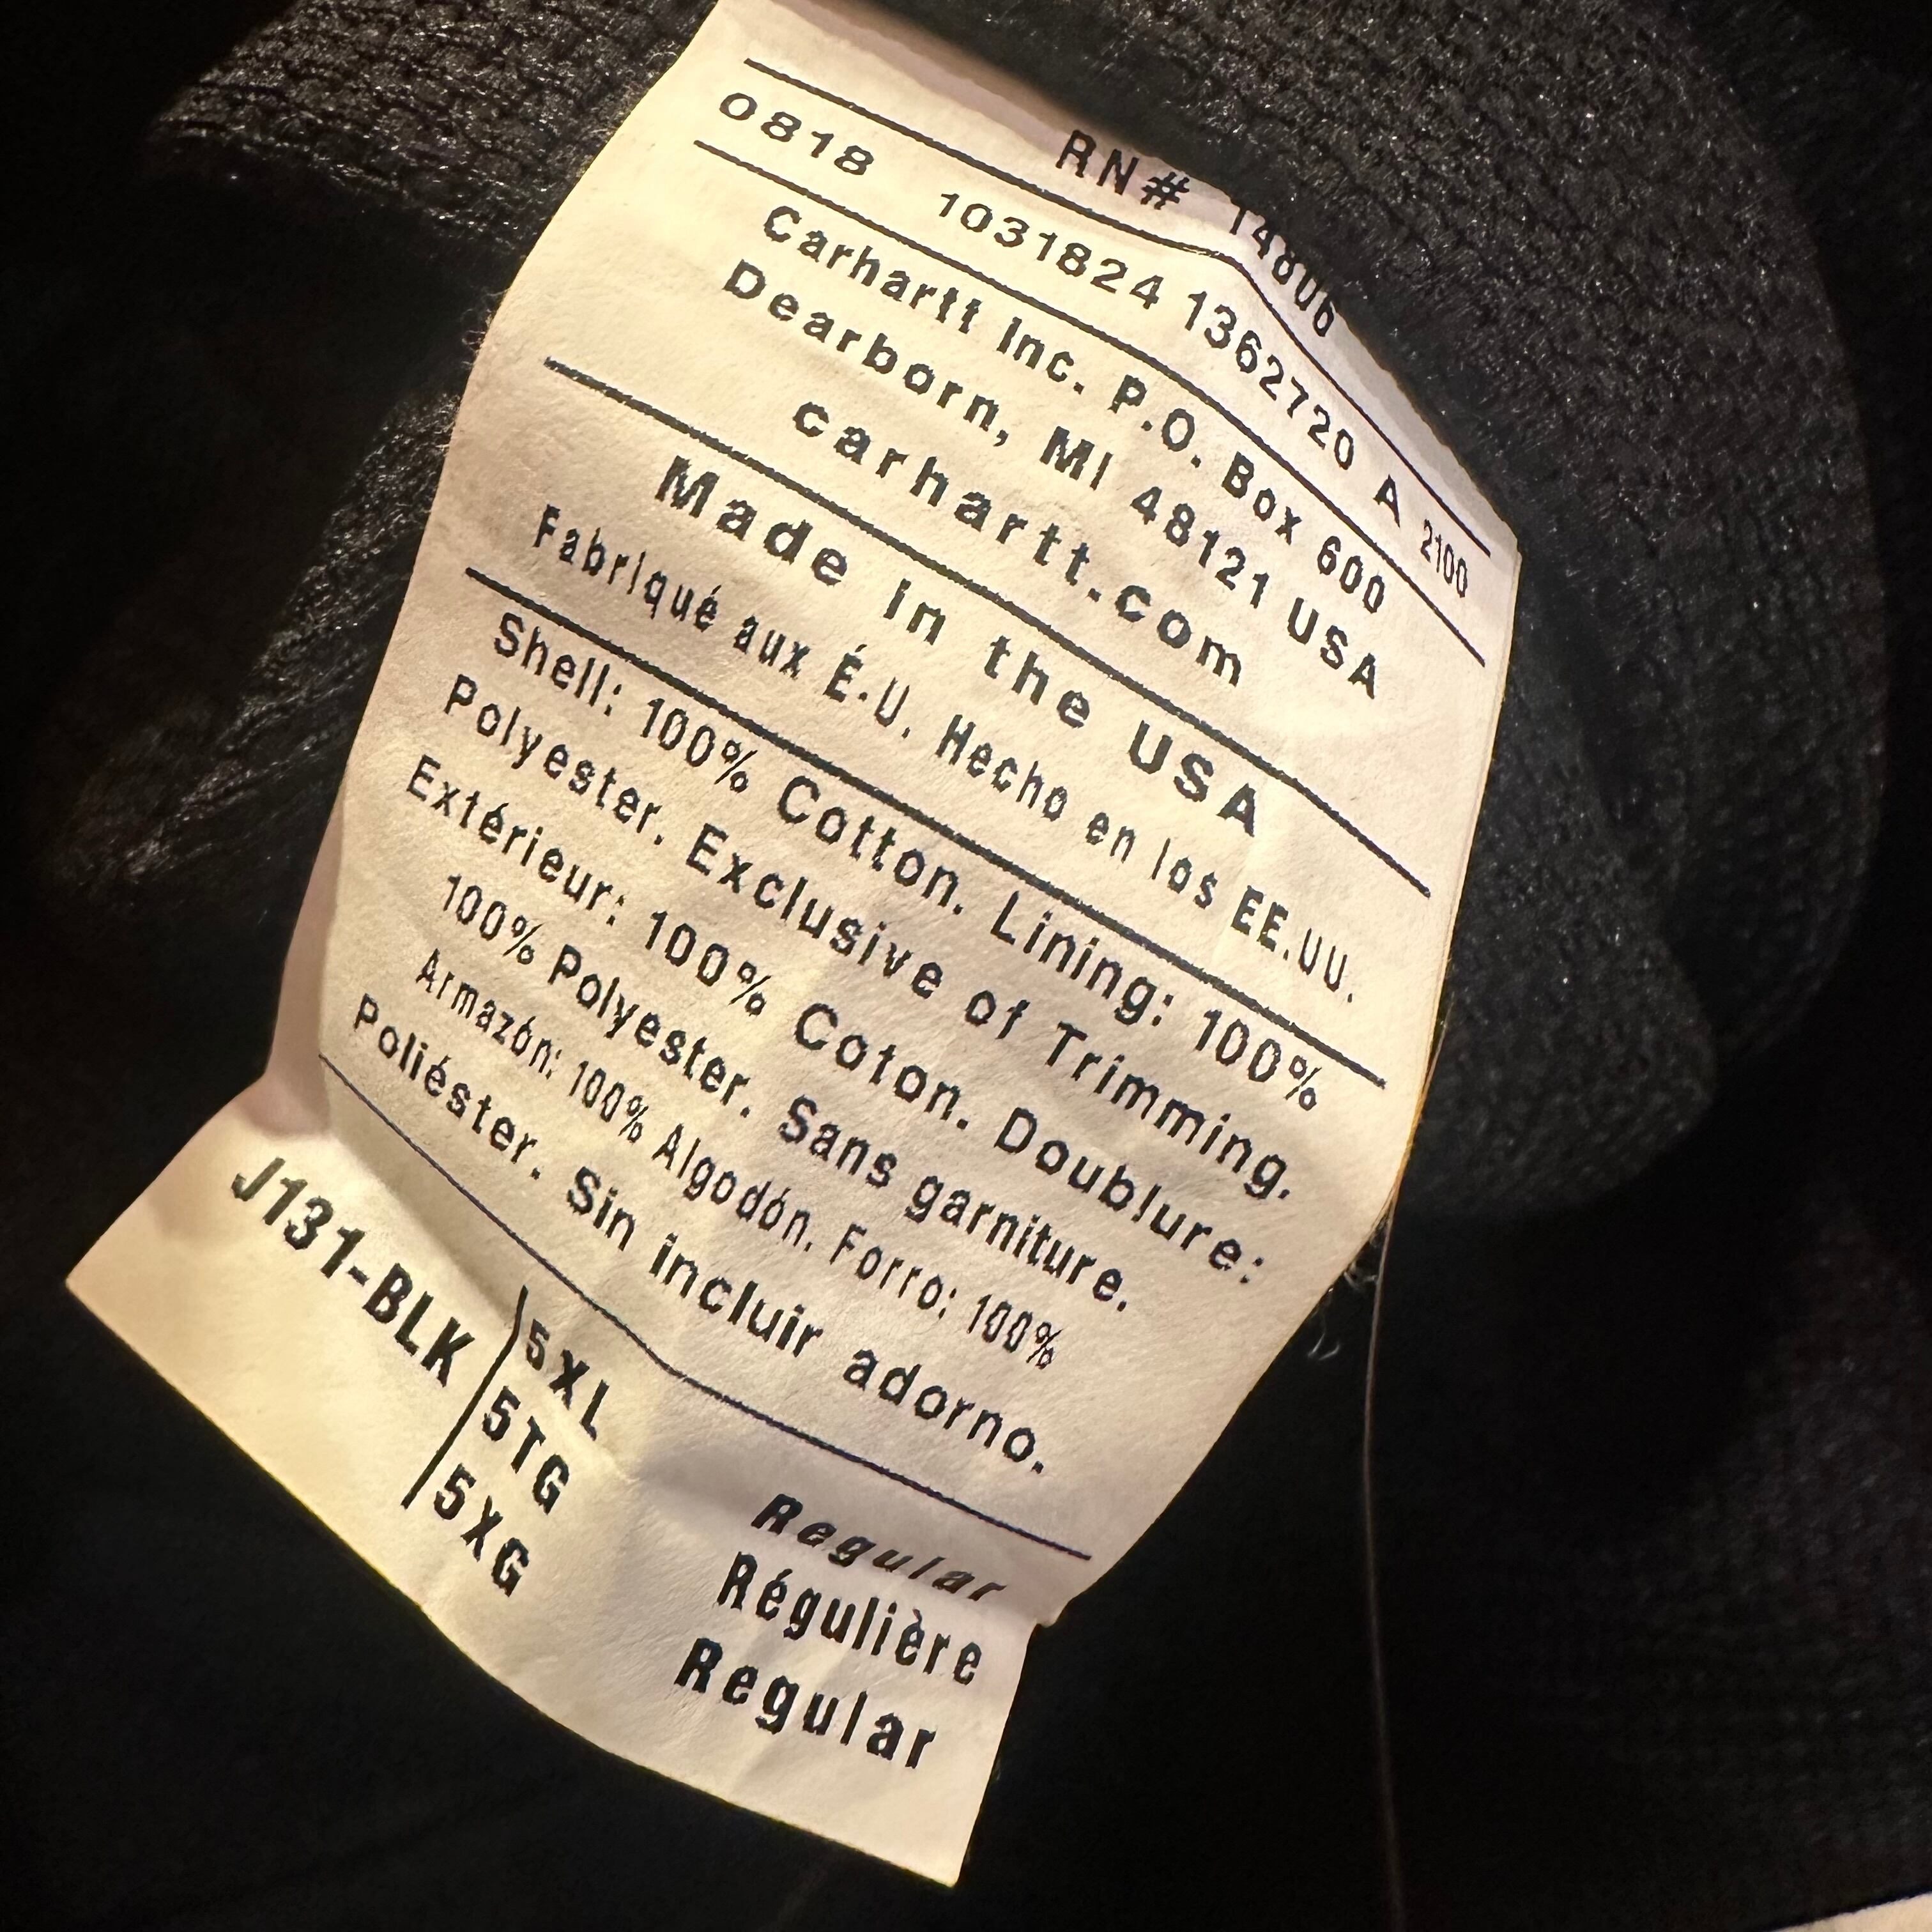 RN# 14806
0818 1031824 1362720 A 2100
Carhartt Inc. P.O. Box 600
Dearborn, MI 48121 USA
carhartt.com
Made in the USA
Fabriqué aux É.-U. Hecho en los EE.UU.
Shell: 100% Cotton. Lining: 100%
Polyester. Exclusive of Trimming.
Extérieur: 100% Coton. Doublure:
100% Polyester. Sans garniture.
Armazón: 100% Algodón. Forro: 100%
Poliéster. Sin incluir adorno.
J131-BLK
5XL Regular
5TG Régulière
5XG Regular